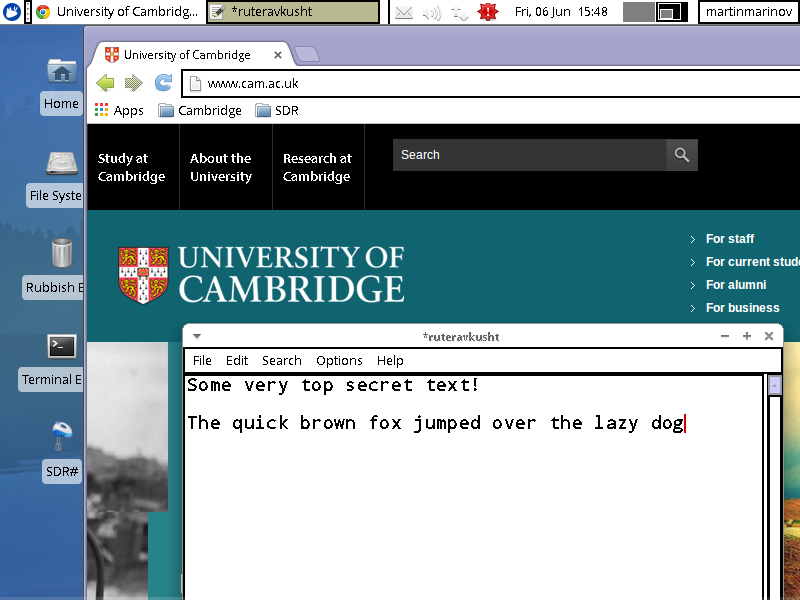 University of Cambridg...
*ruteravkusht
Fri, 06 Jun 15:48
martinmarinov
University of Cambridge
www.cam.ac.uk
Apps Cambridge SDR
Home
File Syste
Rubbish E
Terminal E
SDR#
Study at
Cambridge
About the
University
Research at
Cambridge
Search
UNIVERSITY OF
CAMBRIDGE
For staff
For current stude
For alumni
For business
*ruteravkusht
File Edit Search Options Help
Some very top secret text!
The quick brown fox jumped over the lazy dog